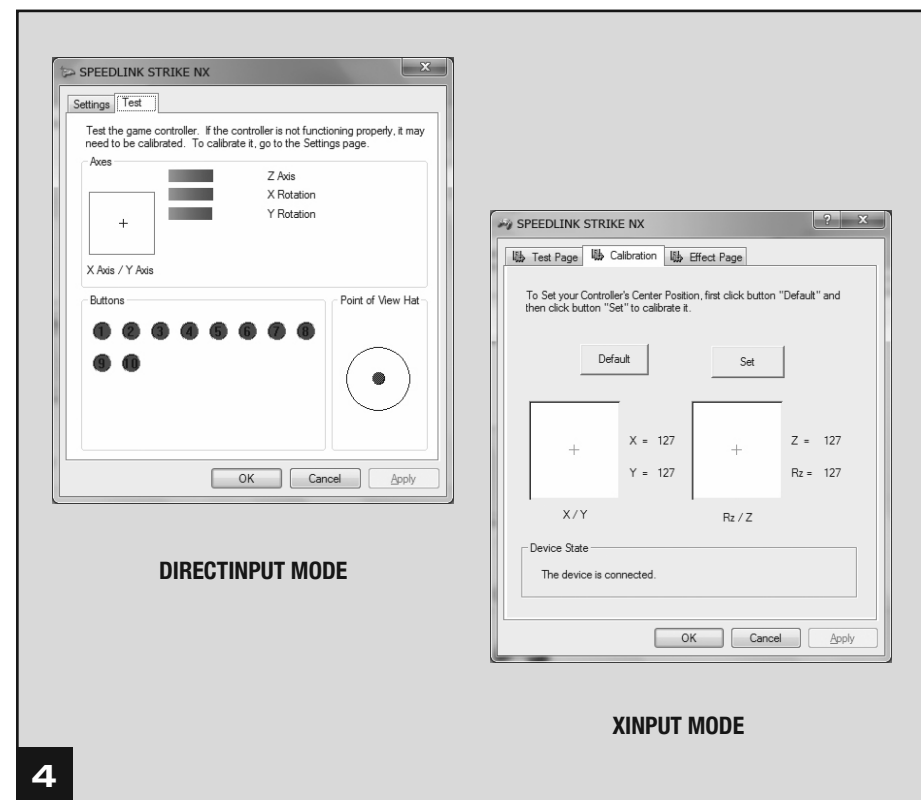 SPEEDLINK STRIKE NX
Settings Test
Test the game controller. If the controller is not functioning properly, it may
need to be calibrated. To calibrate it, go to the Settings page.
Axes
Z Axis
X Rotation
Y Rotation
X Axis / Y Axis
Buttons
1 2 3 4 5 6 7 8
9 10
Point of View Hat
OK Cancel Apply
DIRECTINPUT MODE
SPEEDLINK STRIKE NX
Test Page Calibration Effect Page
To Set your Controller's Center Position, first click button "Default" and
then click button "Set" to calibrate it.
Default Set
X = 127
Y = 127
Z = 127
Rz = 127
X / Y
Rz / Z
Device State
The device is connected.
OK Cancel Apply
XINPUT MODE
4